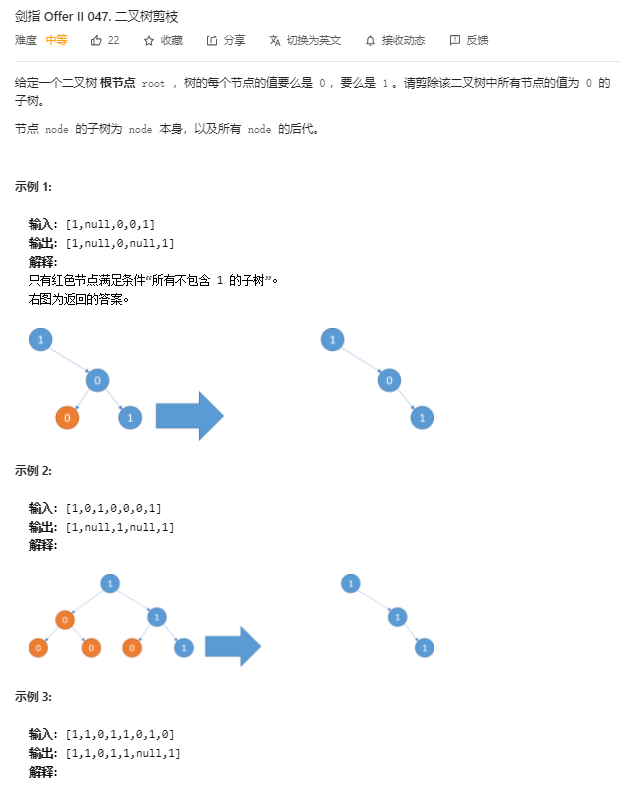 剑指 Offer II 047. 二叉树剪枝
难度 中等 22 收藏 分享 切换为英文 接收动态 反馈
给定一个二叉树 根节点 root ，树的每个节点的值要么是 0 ，要么是 1 。请剪除该二叉树中所有节点的值为 0 的
子树。
节点 node 的子树为 node 本身，以及所有 node 的后代。
示例 1:
输入: [1,null,0,0,1]
输出: [1,null,0,null,1]
解释:
只有红色节点满足条件“所有不包含 1 的子树”。
右图为返回的答案。
1 1
0 0
0 1 1
示例 2:
输入: [1,0,1,0,0,0,1]
输出: [1,null,1,null,1]
解释:
1 1
0 1 1
0 0 0 1 1
示例 3:
输入: [1,1,0,1,1,0,1,0]
输出: [1,1,0,1,1,null,1]
解释: